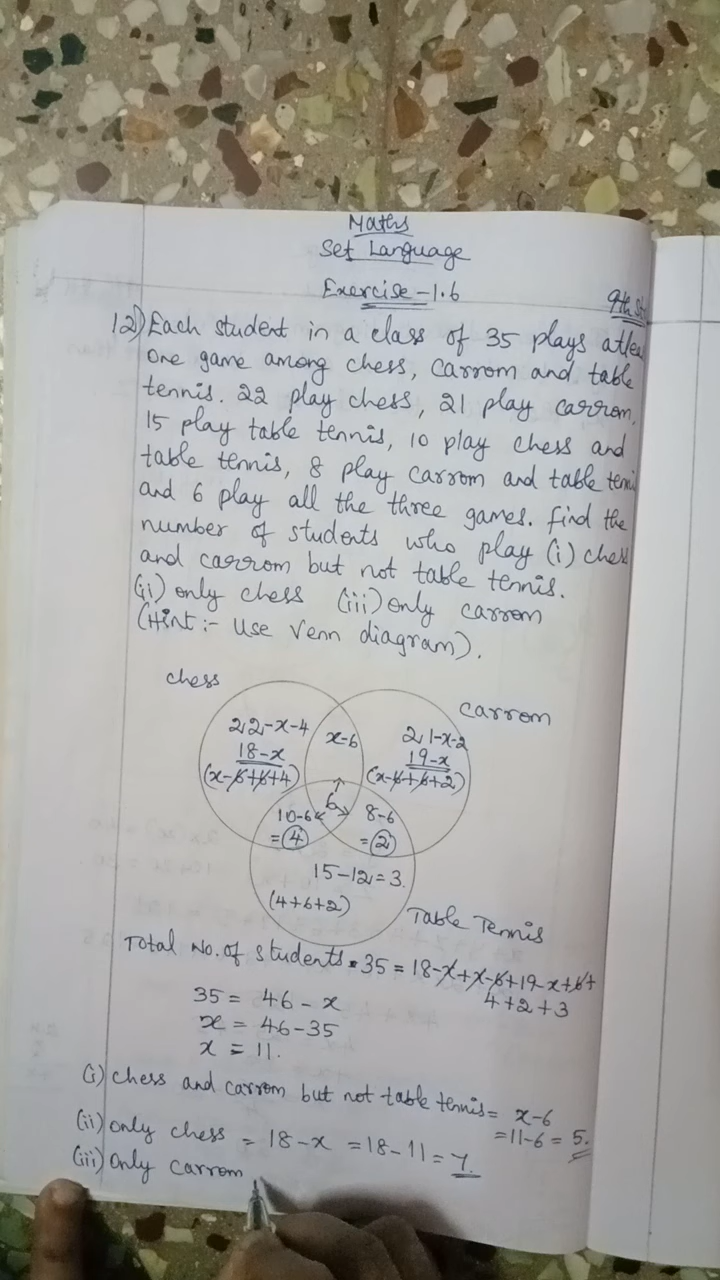 Maths
Set Language
Exercise - 1.6
9th St
12) Each student in a class of 35 plays atlea
one game among chess, carrom and table
tennis. 22 play chess, 21 play carrom,
15 play table tennis, 10 play chess and
table tennis, 8 play carrom and table tenni
and 6 play all the three games. find the
number of students who play (i) chess
and carrom but not table tennis.
(ii) only chess (iii) only carrom
(Hint :- Use Venn diagram).
chess
carrom
22-x-4
18-x
(x-6+6+4)
x-6
21-x-2
19-x
(x-6+6+2)
6
10-6
= 4
8-6
= 2
15-12=3.
(4+6+2)
Table Tennis
Total No. of students = 35 = 18-x+x-6+19-x+6+
4+2+3
35 = 46 - x
x = 46-35
x = 11.
(i) chess and carrom but not table tennis = x-6
= 11-6 = 5.
(ii) only chess = 18-x = 18-11 = 7.
(iii) Only carrom